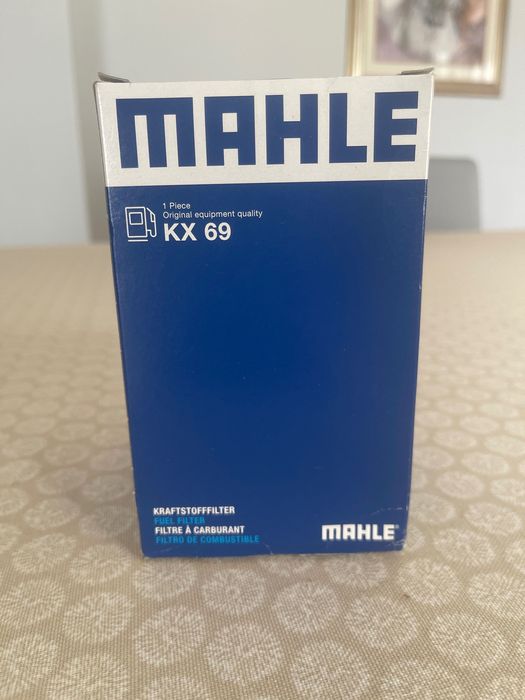 MAHLE
1 Piece
Original equipment quality
KX 69
KRAFTSTOFFFILTER
FUEL FILTER
FILTRE À CARBURANT
FILTRO DE COMBUSTIBLE
MAHLE®